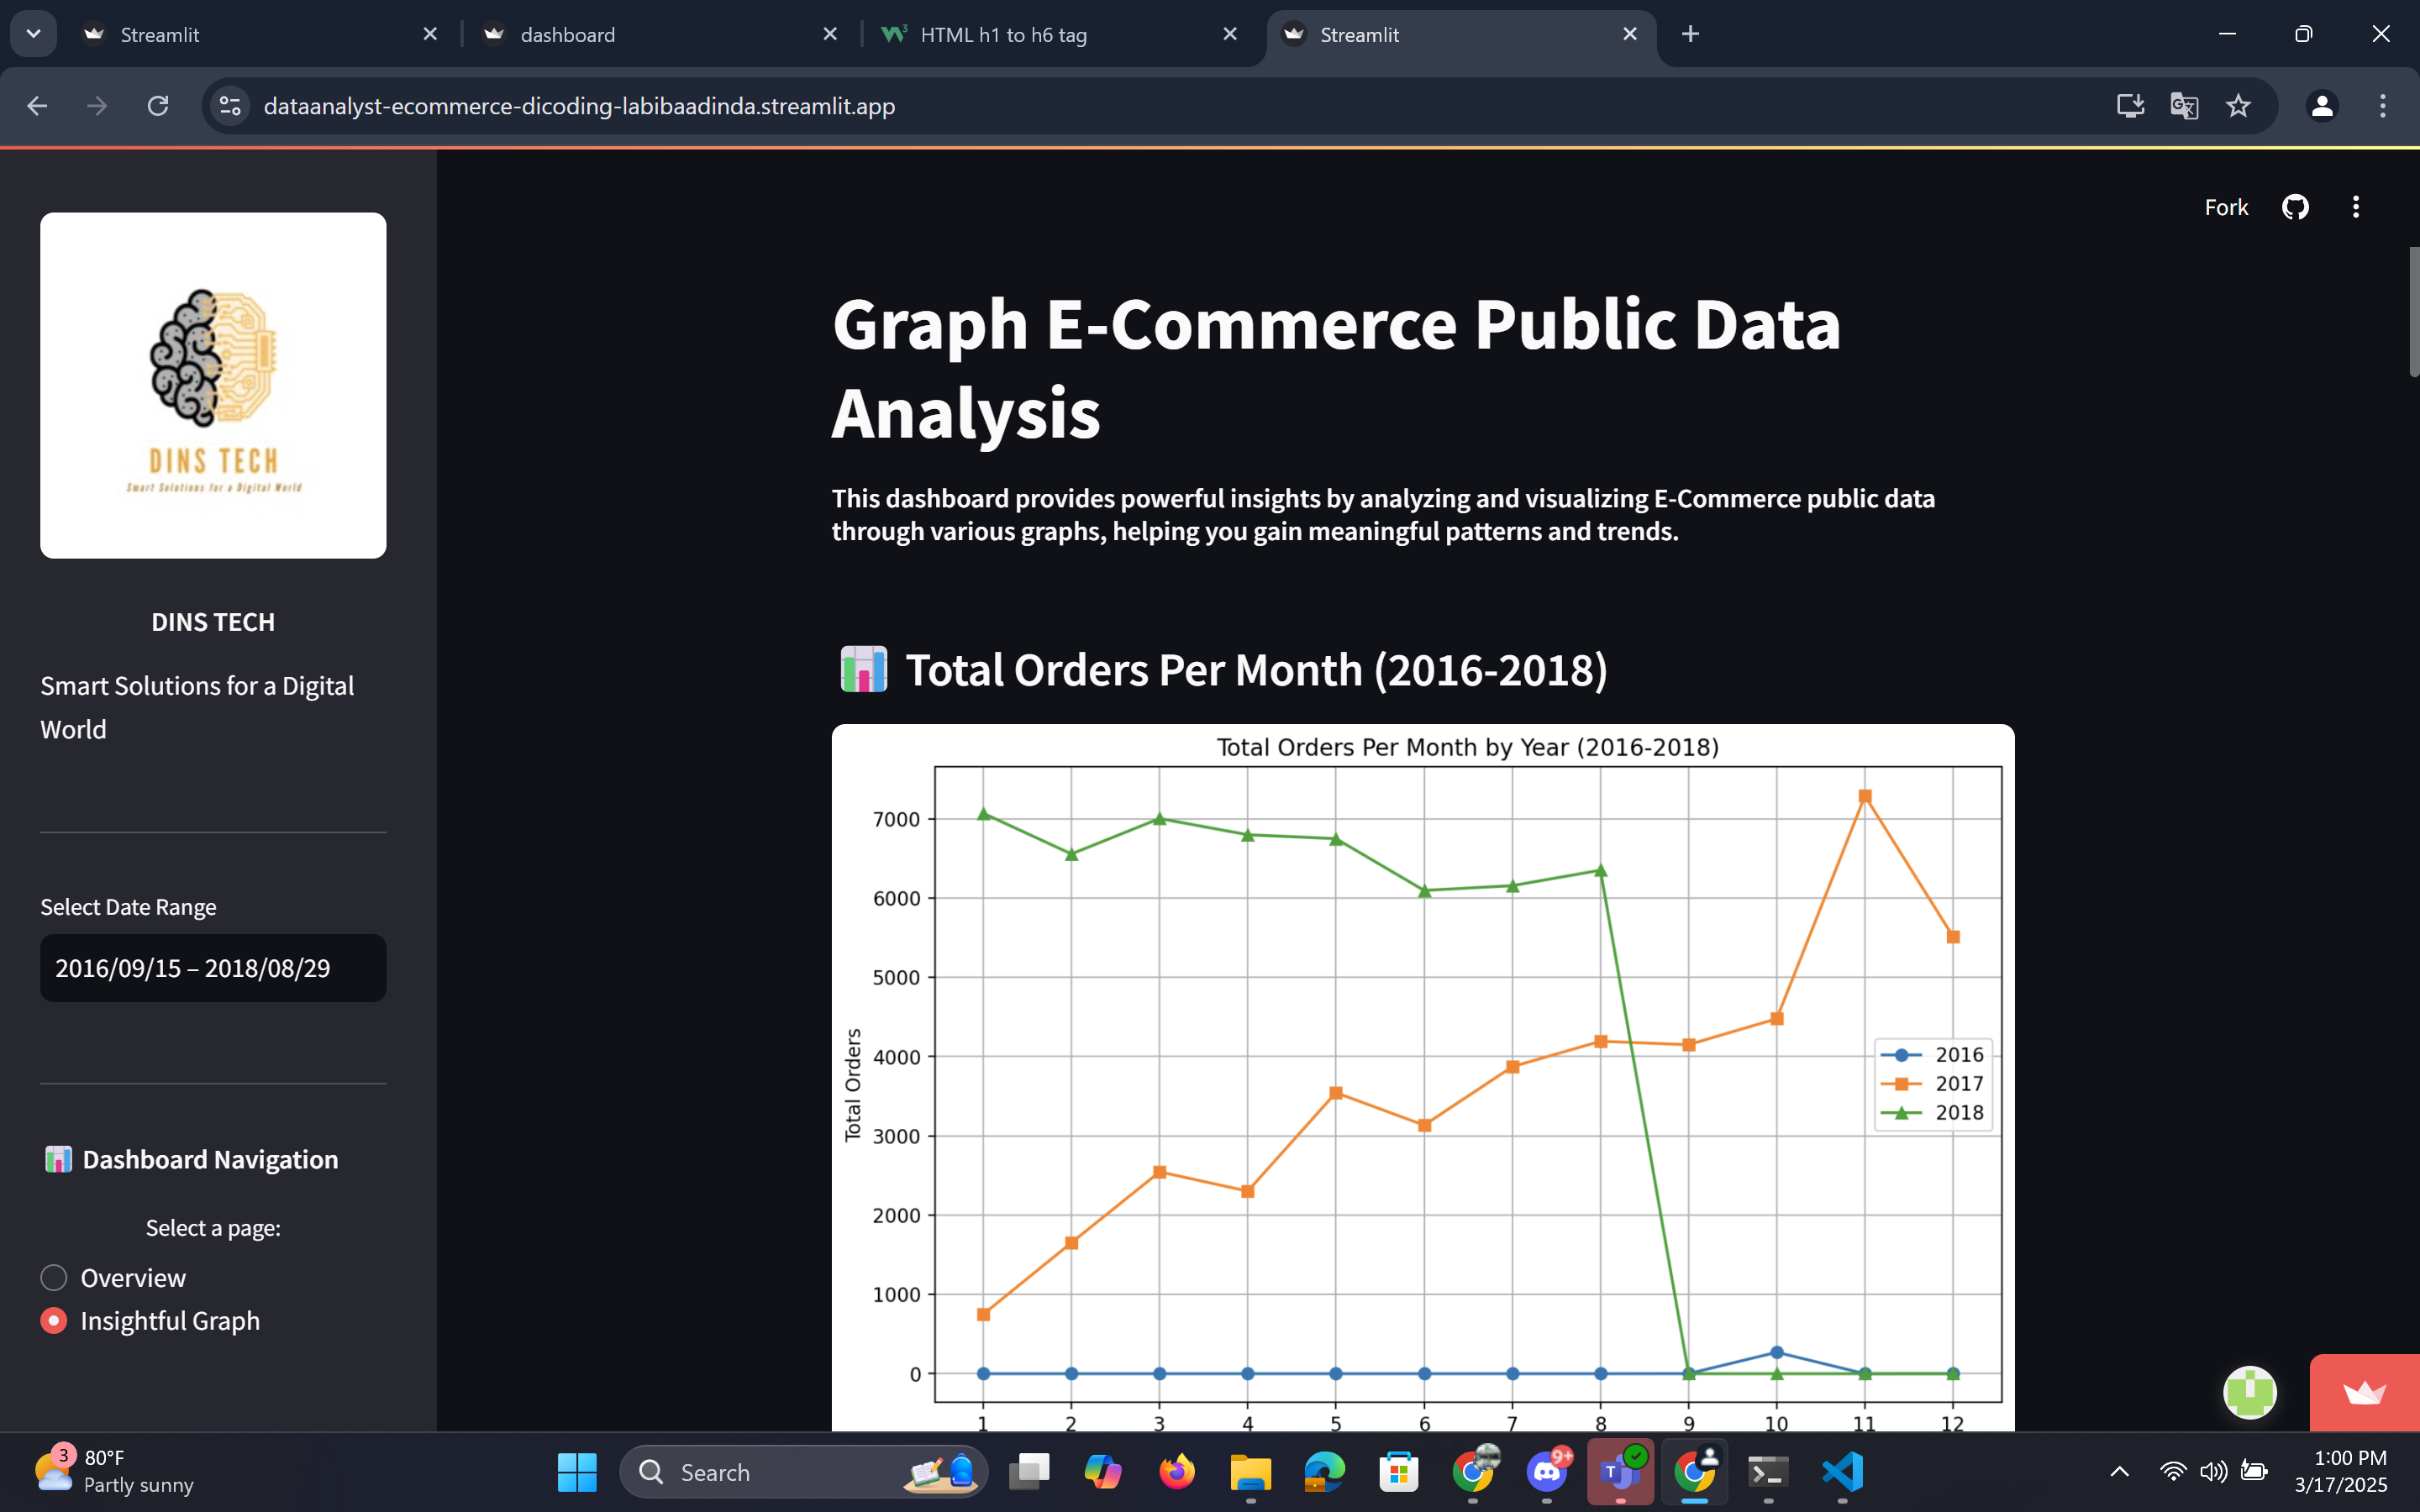 Streamlit
dashboard
HTML h1 to h6 tag
Streamlit
dataanalyst-ecommerce-dicoding-labibaadinda.streamlit.app
Fork
DINS TECH
Smart Solutions for a Digital World
DINS TECH
Smart Solutions for a Digital
World
Select Date Range
2016/09/15 – 2018/08/29
Dashboard Navigation
Select a page:
Overview
Insightful Graph
Graph E-Commerce Public Data
Analysis
This dashboard provides powerful insights by analyzing and visualizing E-Commerce public data
through various graphs, helping you gain meaningful patterns and trends.
Total Orders Per Month (2016-2018)
Total Orders Per Month by Year (2016-2018)
Total Orders
7000
6000
5000
4000
3000
2000
1000
0
2016
2017
2018
1 2 3 4 5 6 7 8 9 10 11 12
3
80°F
Partly sunny
Search
9+
T
1:00 PM
3/17/2025